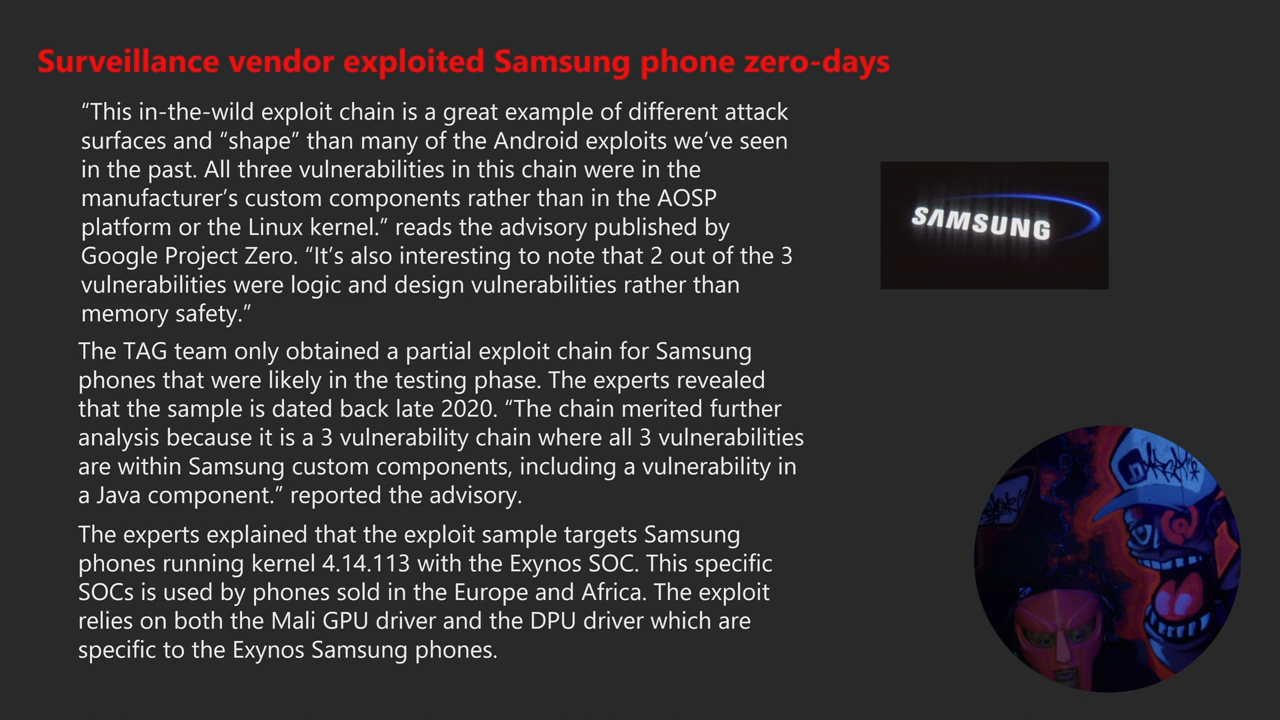 Surveillance vendor exploited Samsung phone zero-days
“This in-the-wild exploit chain is a great example of different attack
surfaces and “shape” than many of the Android exploits we’ve seen
in the past. All three vulnerabilities in this chain were in the
manufacturer’s custom components rather than in the AOSP
platform or the Linux kernel.” reads the advisory published by
Google Project Zero. “It’s also interesting to note that 2 out of the 3
vulnerabilities were logic and design vulnerabilities rather than
memory safety.”
The TAG team only obtained a partial exploit chain for Samsung
phones that were likely in the testing phase. The experts revealed
that the sample is dated back late 2020. “The chain merited further
analysis because it is a 3 vulnerability chain where all 3 vulnerabilities
are within Samsung custom components, including a vulnerability in
a Java component.” reported the advisory.
The experts explained that the exploit sample targets Samsung
phones running kernel 4.14.113 with the Exynos SOC. This specific
SOCs is used by phones sold in the Europe and Africa. The exploit
relies on both the Mali GPU driver and the DPU driver which are
specific to the Exynos Samsung phones.
SAMSUNG